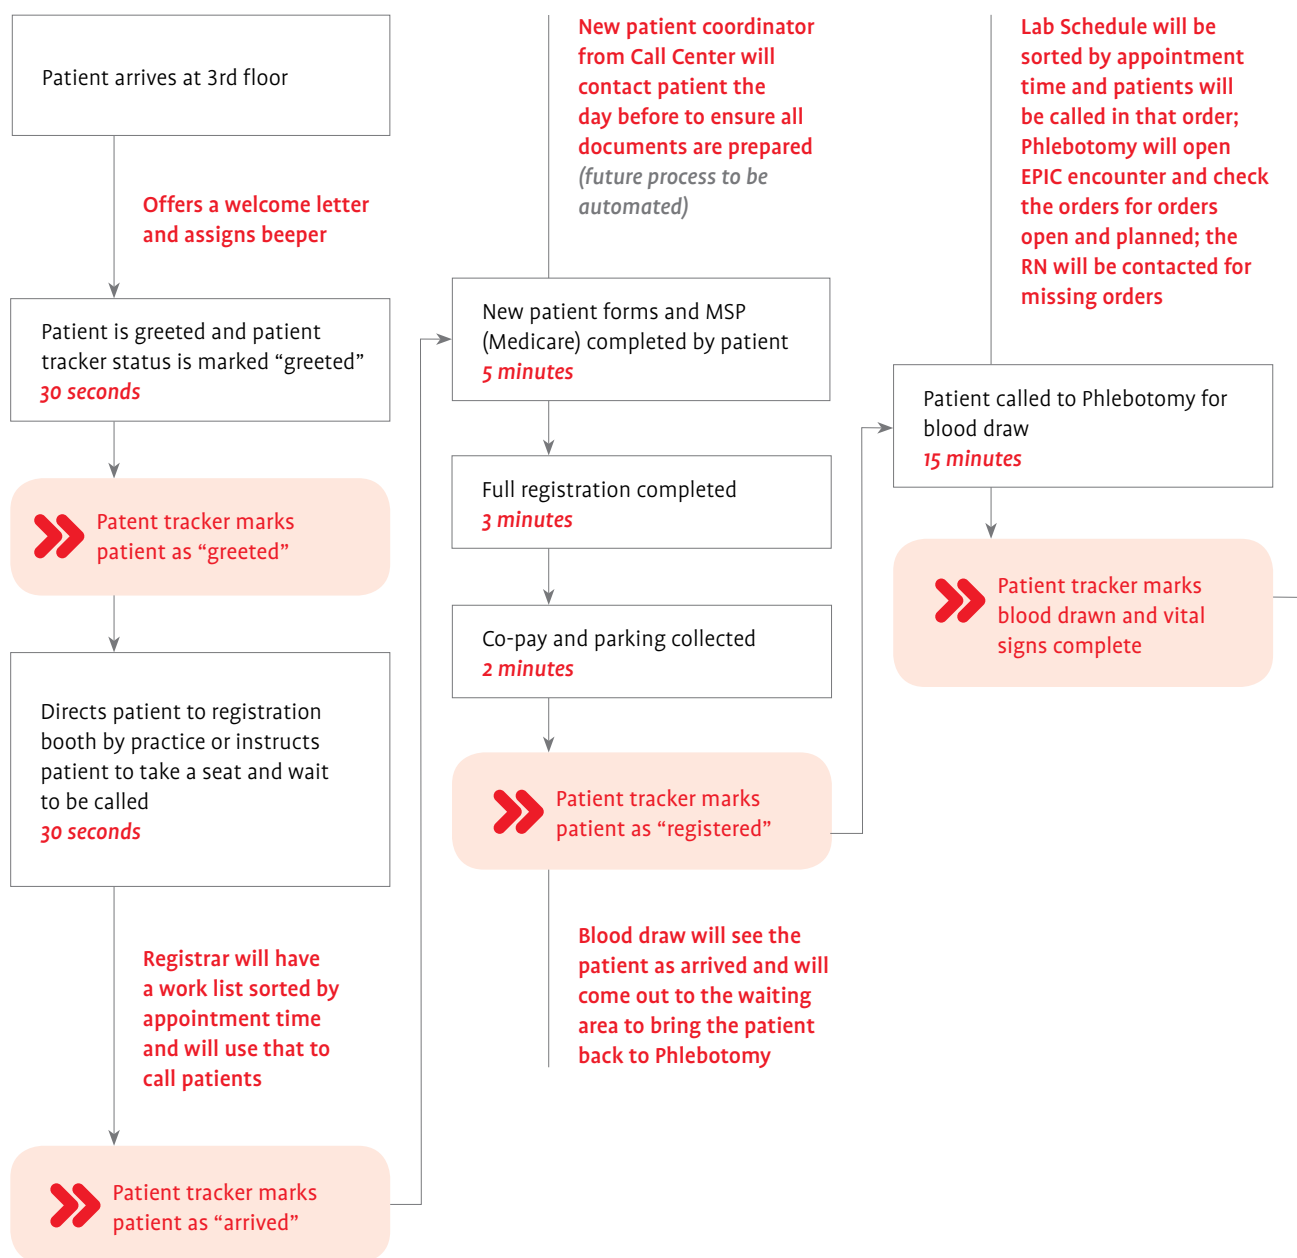 Patient arrives at 3rd floor
Offers a welcome letter
and assigns beeper
Patient is greeted and patient
tracker status is marked “greeted”
30 seconds
Patent tracker marks
patient as “greeted”
Directs patient to registration
booth by practice or instructs
patient to take a seat and wait
to be called
30 seconds
Registrar will have
a work list sorted by
appointment time
and will use that to
call patients
Patient tracker marks
patient as “arrived”
New patient coordinator
from Call Center will
contact patient the
day before to ensure all
documents are prepared
(future process to be
automated)
New patient forms and MSP
(Medicare) completed by patient
5 minutes
Full registration completed
3 minutes
Co-pay and parking collected
2 minutes
Patient tracker marks
patient as “registered”
Blood draw will see the
patient as arrived and will
come out to the waiting
area to bring the patient
back to Phlebotomy
Lab Schedule will be
sorted by appointment
time and patients will
be called in that order;
Phlebotomy will open
EPIC encounter and check
the orders for orders
open and planned; the
RN will be contacted for
missing orders
Patient called to Phlebotomy for
blood draw
15 minutes
Patient tracker marks
blood drawn and vital
signs complete